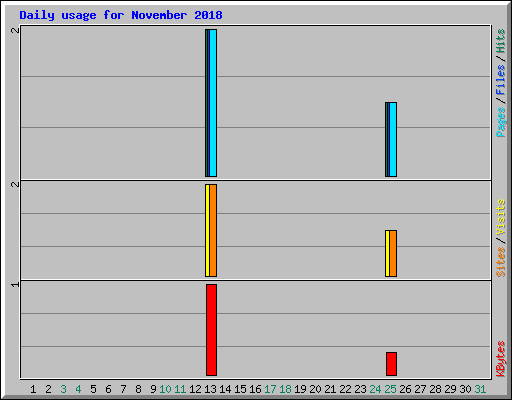 Daily usage for November 2018
2
Pages/Files/Hits
2
Sites/Visits
1
KBytes
1 2 3 4 5 6 7 8 9 10 11 12 13 14 15 16 17 18 19 20 21 22 23 24 25 26 27 28 29 30 31